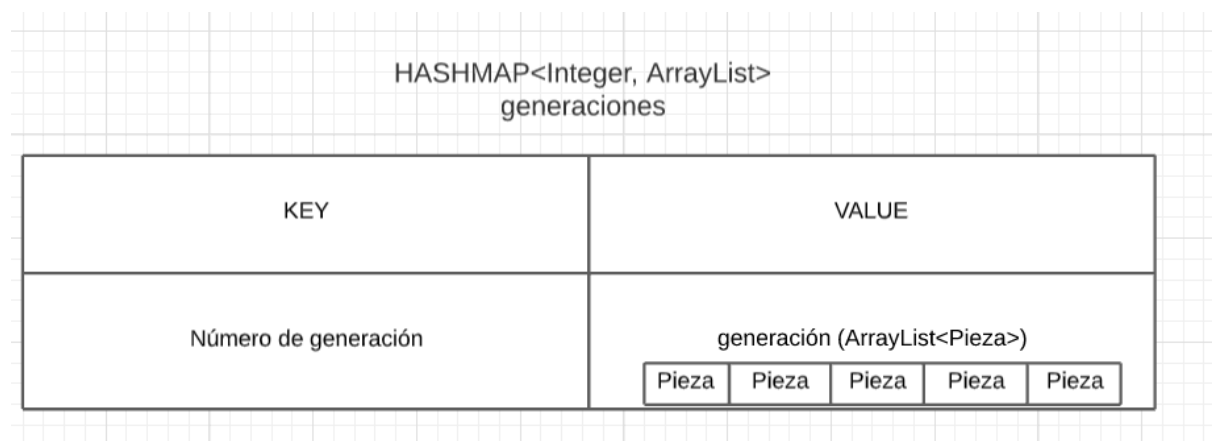 HASHMAP<Integer, ArrayList>
generaciones
KEY
VALUE
Número de generación
generación (ArrayList<Pieza>)
Pieza
Pieza
Pieza
Pieza
Pieza